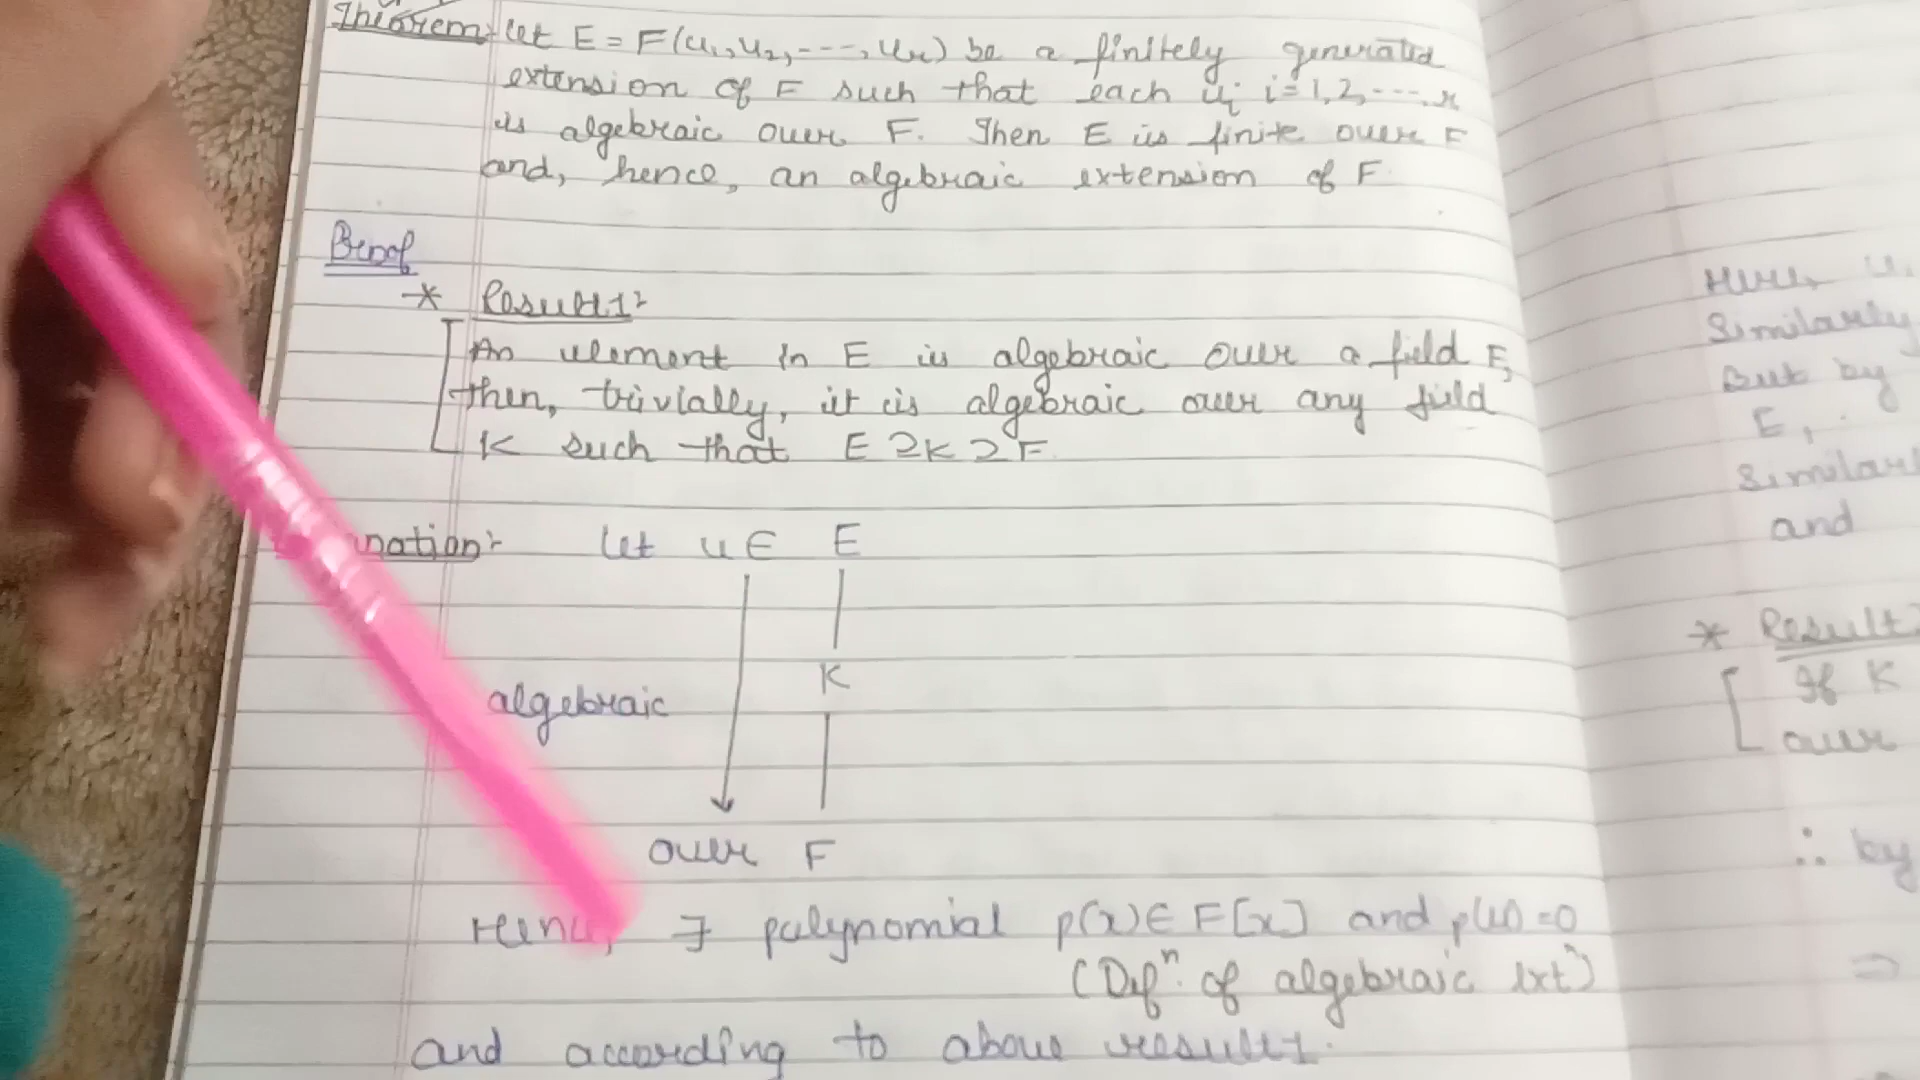 Theorem:- Let E = F(u₁, u₂, ---, uᵣ) be a finitely generated
extension of F such that each uᵢ i=1,2,---,r
is algebraic over F. Then E is finite over F
and, hence, an algebraic extension of F.
Proof
* Result 1:
An element in E is algebraic over a field F,
then, trivially, it is algebraic over any field
K such that E ⊇ K ⊇ F
nation:- Let u ∈ E
K
algebraic
over F
Hence, ∃ polynomial p(x) ∈ F[x] and p(u)=0
(Defⁿ. of algebraic extⁿ)
and according to above result 1.
Here, u,
Similarly
But by
E,
Similarl
and
* Result 2
If K
over
∴ by
⇒